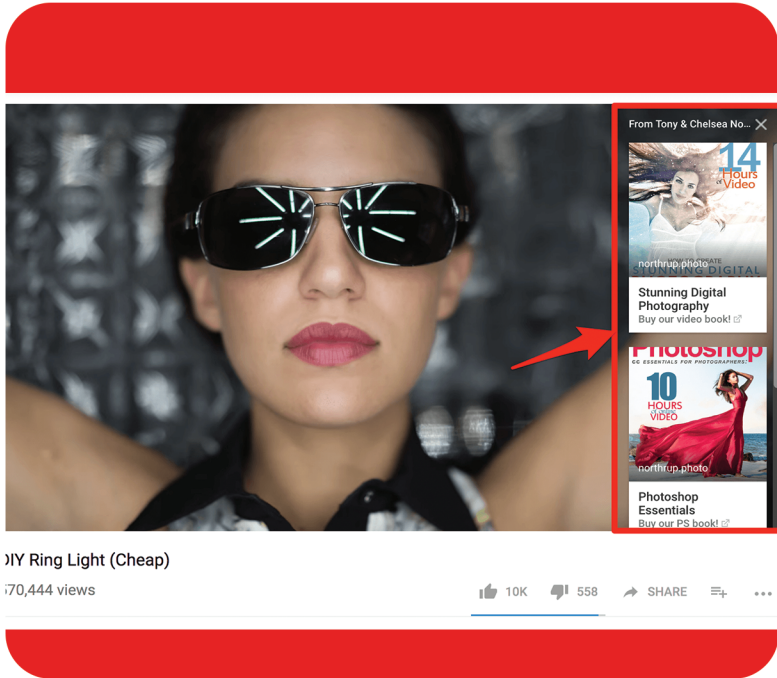 From Tony & Chelsea No...
14
Hours
of Video
northrup.photo
STUNNING DIGITAL
Stunning Digital
Photography
Buy our video book!
Photoshop
CC ESSENTIALS FOR PHOTOGRAPHERS:
10
HOURS
VIDEO
northrup.photo
Photoshop
Essentials
Buy our PS book!
DIY Ring Light (Cheap)
570,444 views
10K
558
SHARE